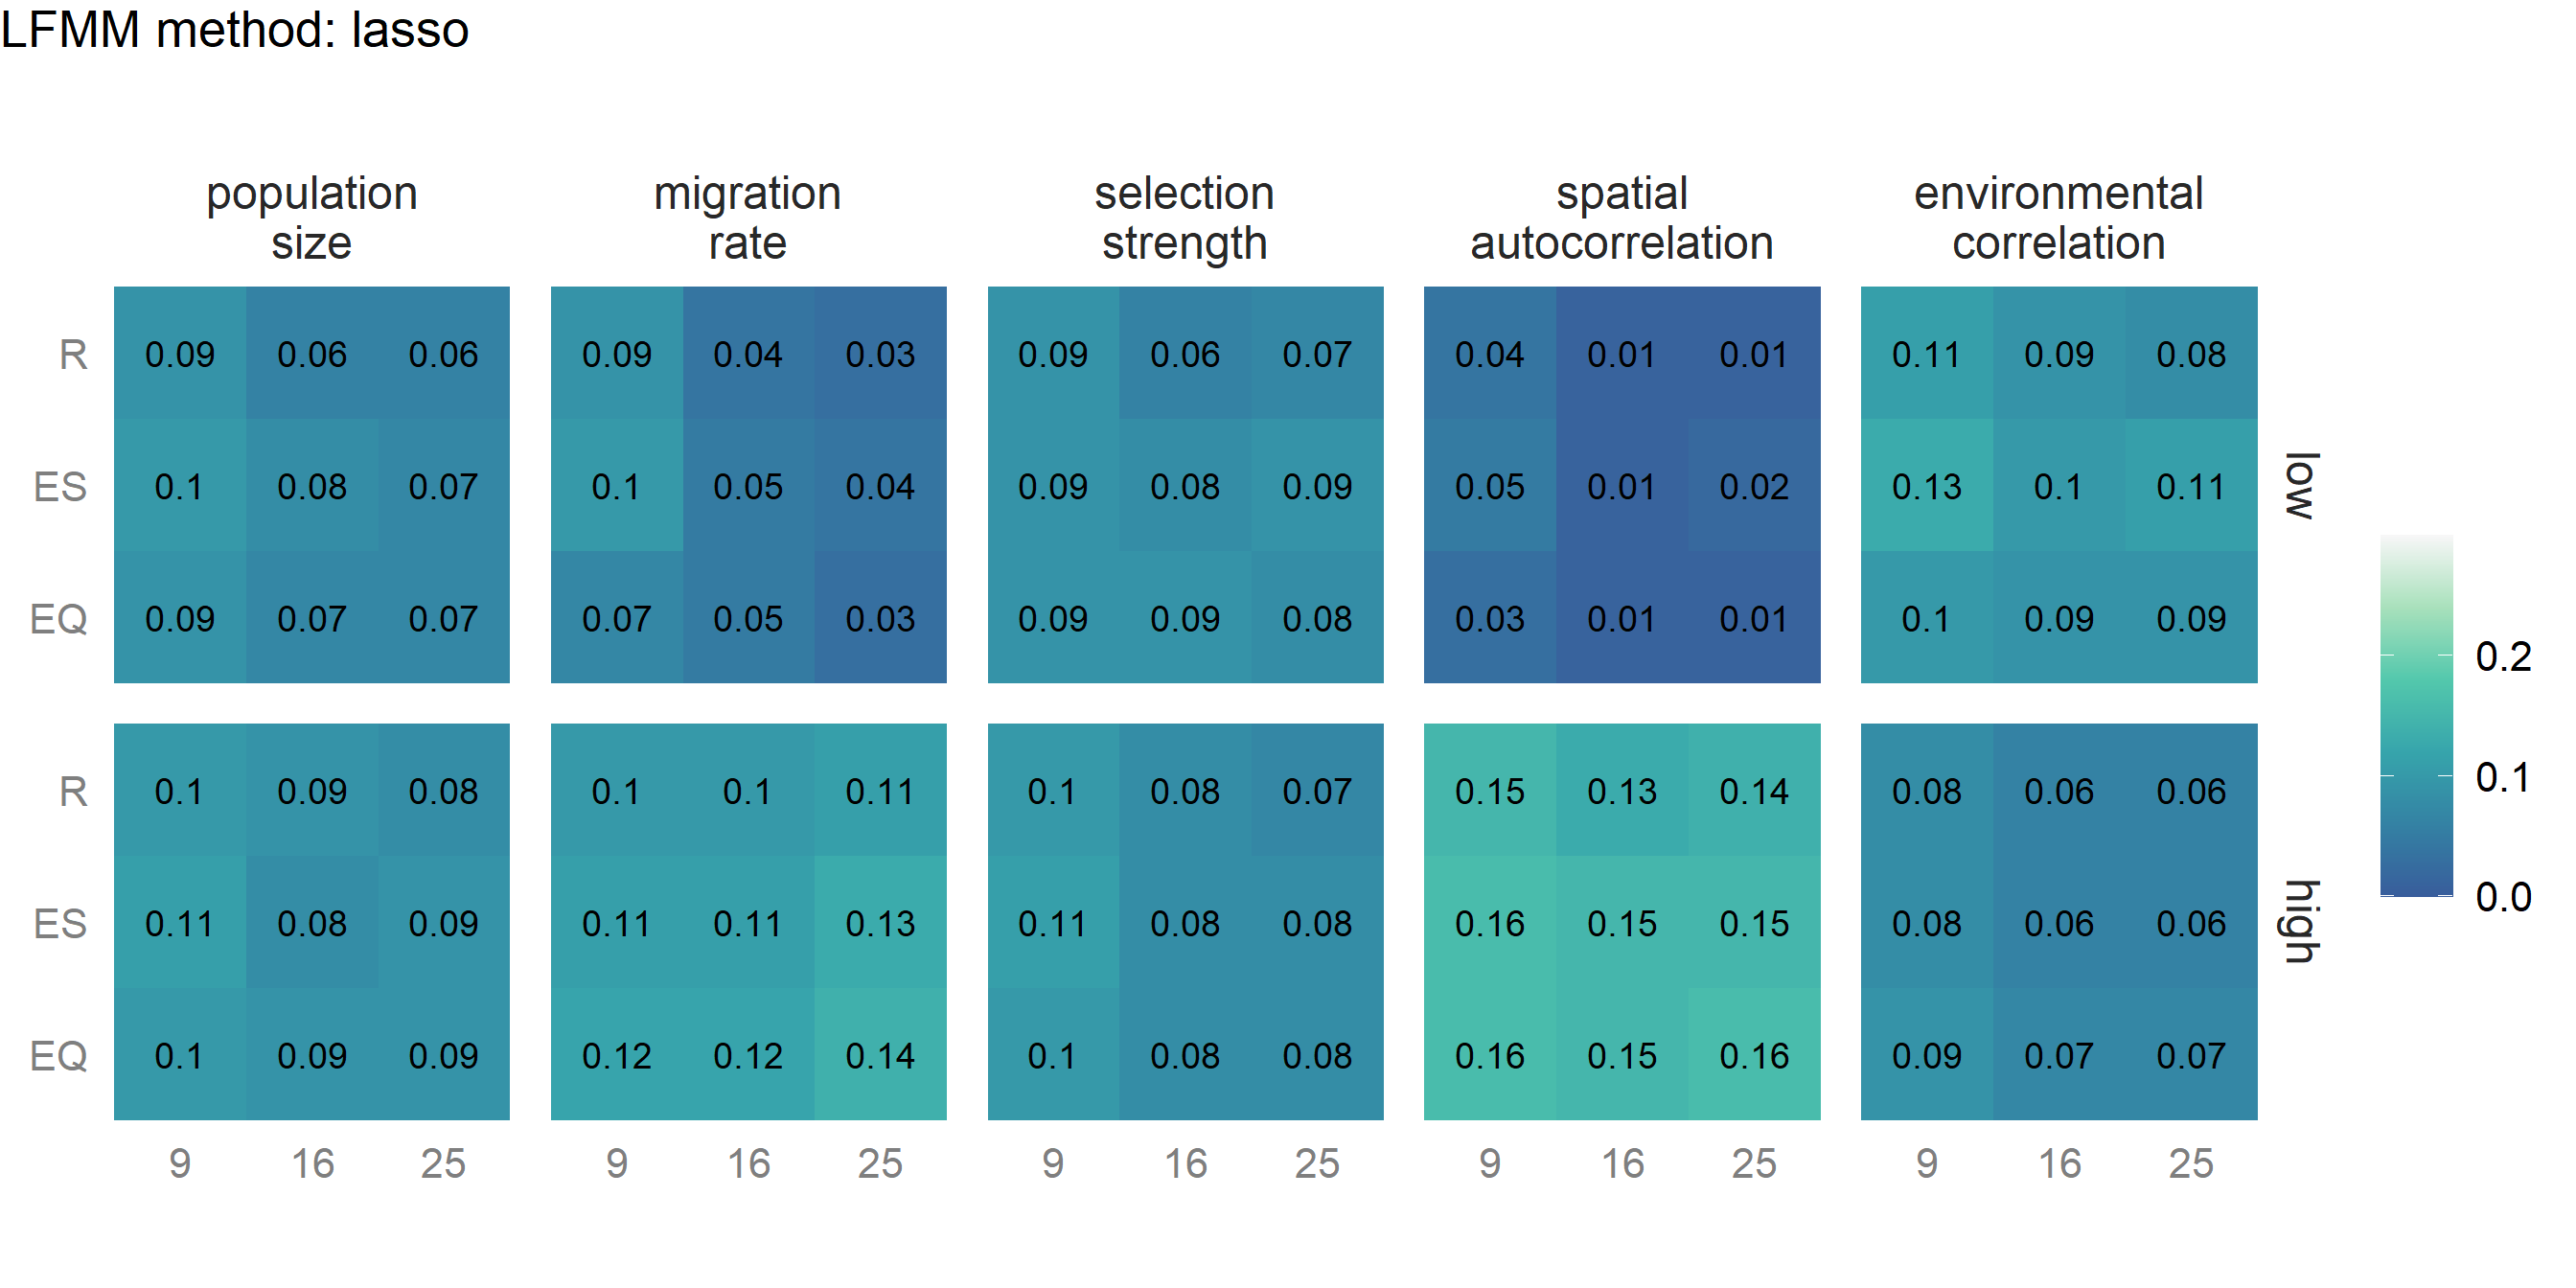 LFMM method: lasso
population size
migration rate
selection strength
spatial autocorrelation
environmental correlation
R 0.09 0.06 0.06 0.09 0.04 0.03 0.09 0.06 0.07 0.04 0.01 0.01 0.11 0.09 0.08
ES 0.1 0.08 0.07 0.1 0.05 0.04 0.09 0.08 0.09 0.05 0.01 0.02 0.13 0.1 0.11
EQ 0.09 0.07 0.07 0.07 0.05 0.03 0.09 0.09 0.08 0.03 0.01 0.01 0.1 0.09 0.09
low
R 0.1 0.09 0.08 0.1 0.1 0.11 0.1 0.08 0.07 0.15 0.13 0.14 0.08 0.06 0.06
ES 0.11 0.08 0.09 0.11 0.11 0.13 0.11 0.08 0.08 0.16 0.15 0.15 0.08 0.06 0.06
EQ 0.1 0.09 0.09 0.12 0.12 0.14 0.1 0.08 0.08 0.16 0.15 0.16 0.09 0.07 0.07
high
9 16 25 9 16 25 9 16 25 9 16 25 9 16 25
0.2
0.1
0.0